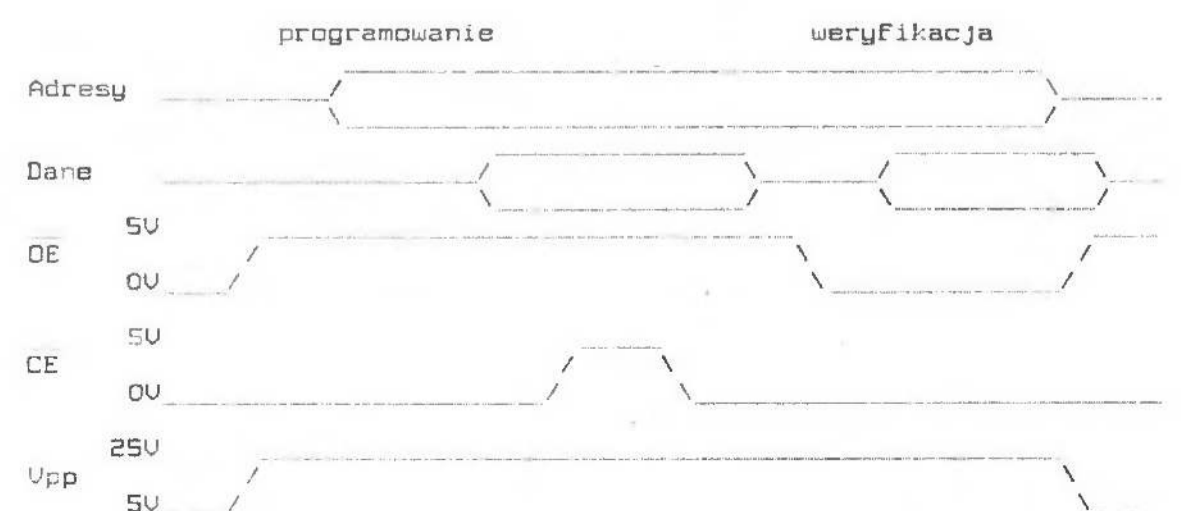 programowanie weryfikacja
Adresy
Dane
5V
OE
0V
5V
CE
0V
25V
Vpp
5V